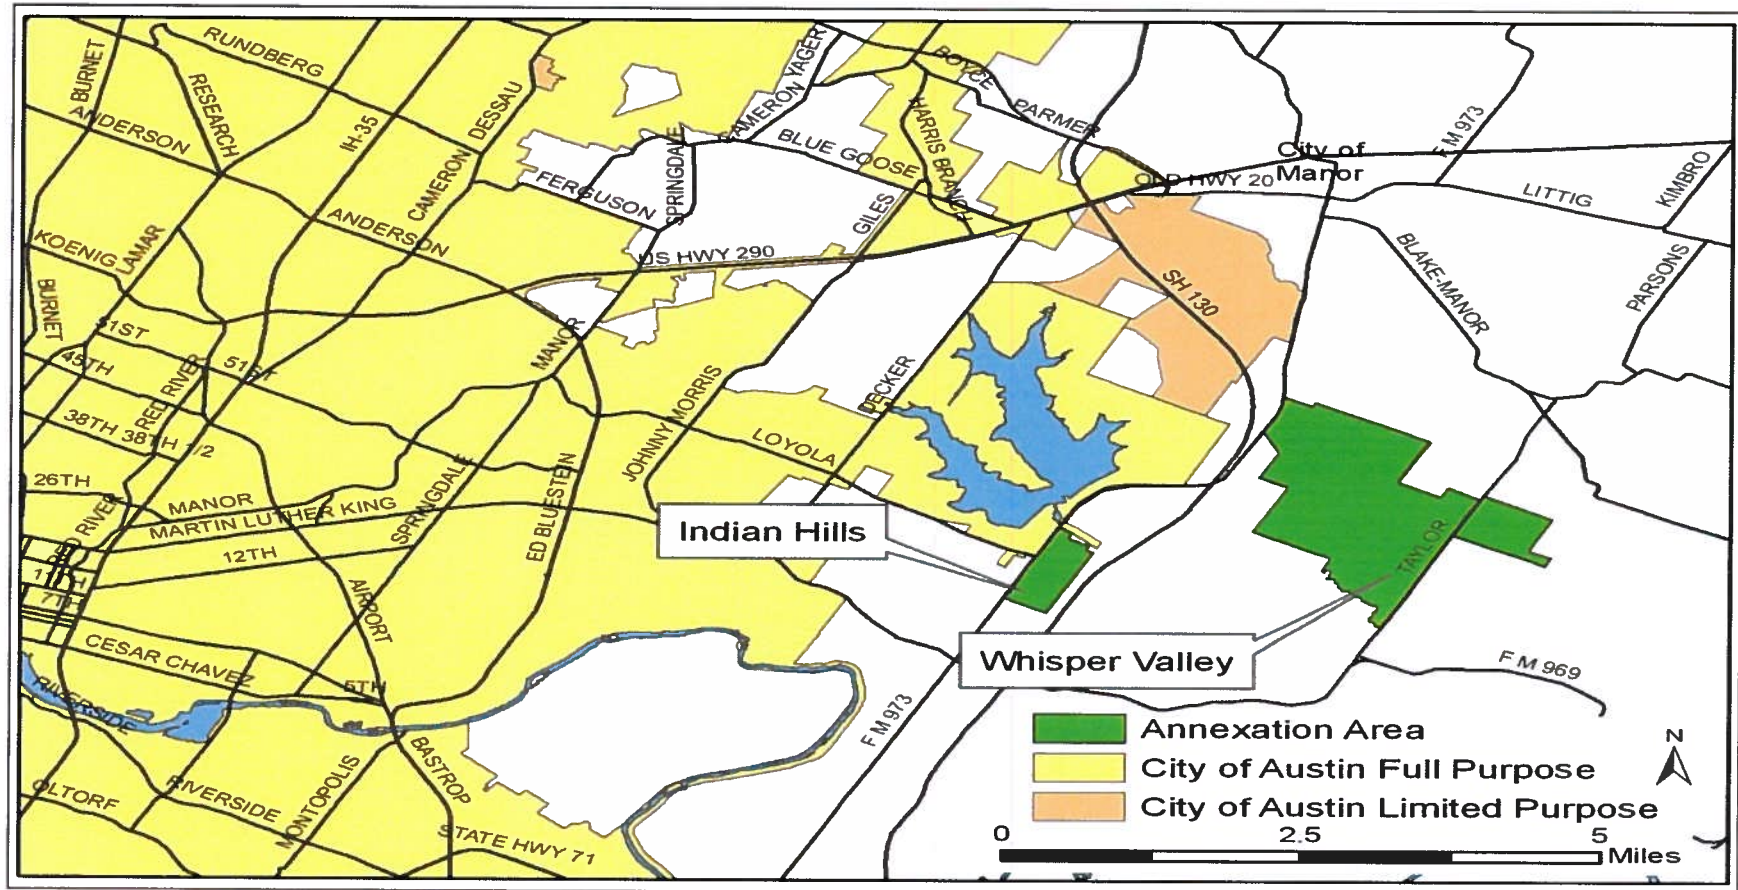 RUNDBERG
BURNET
RESEARCH
ANDERSON
IH-35
DESSAU
CAMERON
CAMERON YAGER
BOYCE
PARMER
HARRIS BRANCH
BLUE GOOSE
SPRINGDALE
FERGUSON
GILES
City of
Manor
OLD HWY 20
F M 973
LITTIG
KIMBRO
PARSONS
BLAKE-MANOR
SH 130
US HWY 290
ANDERSON
KOENIG
LAMAR
BURNET
51ST
51ST
45TH
RED RIVER
38TH 38TH 1/2
MANOR
JOHNNY MORRIS
DECKER
LOYOLA
26TH
MANOR
MARTIN LUTHER KING
SPRINGDALE
ED BLUESTEIN
RED RIVER
12TH
7TH
AIRPORT
Indian Hills
TAYLOR
CESAR CHAVEZ
5TH
RIVERSIDE
Whisper Valley
F M 969
F M 973
BASTROP
MONTOPOLIS
RIVERSIDE
OLTORF
STATE HWY 71
N
Annexation Area
City of Austin Full Purpose
City of Austin Limited Purpose
0 2.5 5
Miles